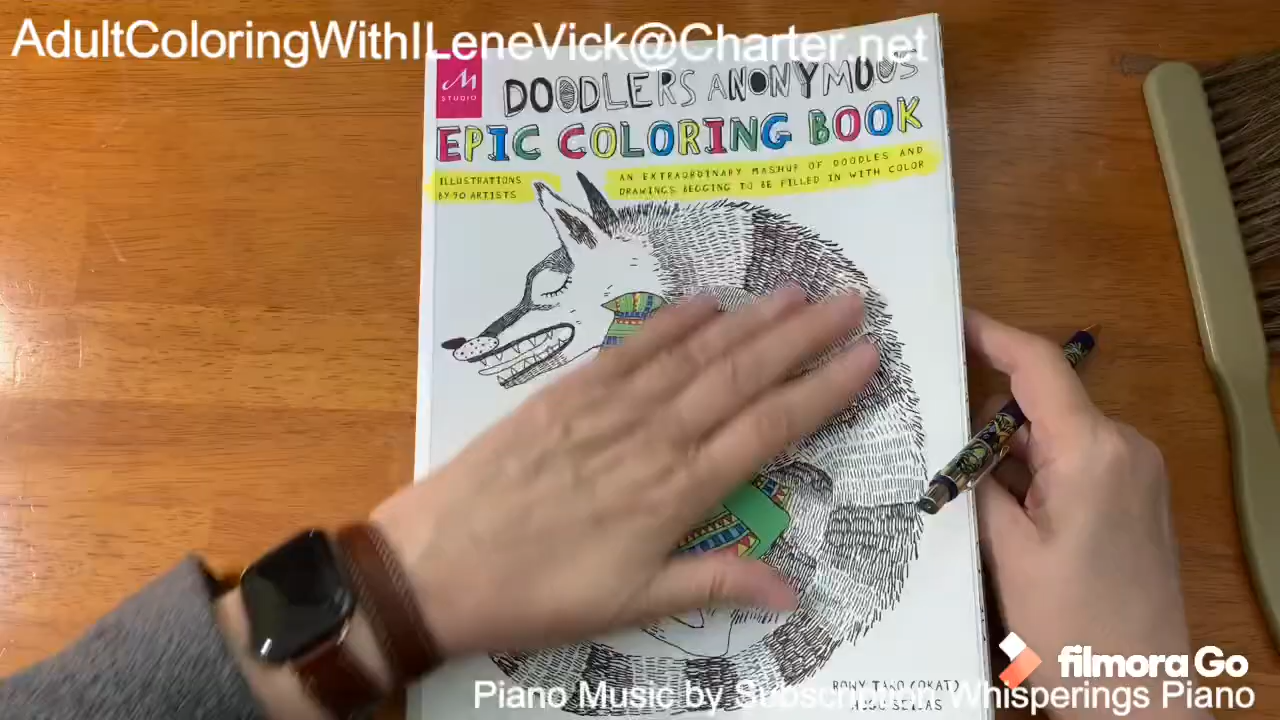 AdultColoringWithILeneVick@Charter.net
M
STUDIO
DOODLERS ANONYMOUS
EPIC COLORING BOOK
ILLUSTRATIONS
BY 90 ARTISTS
AN EXTRAORDINARY MASHUP OF DOODLES AND
DRAWINGS BEGGING TO BE FILLED IN WITH COLOR
filmora Go
Piano Music by Subscription Whisperings Piano